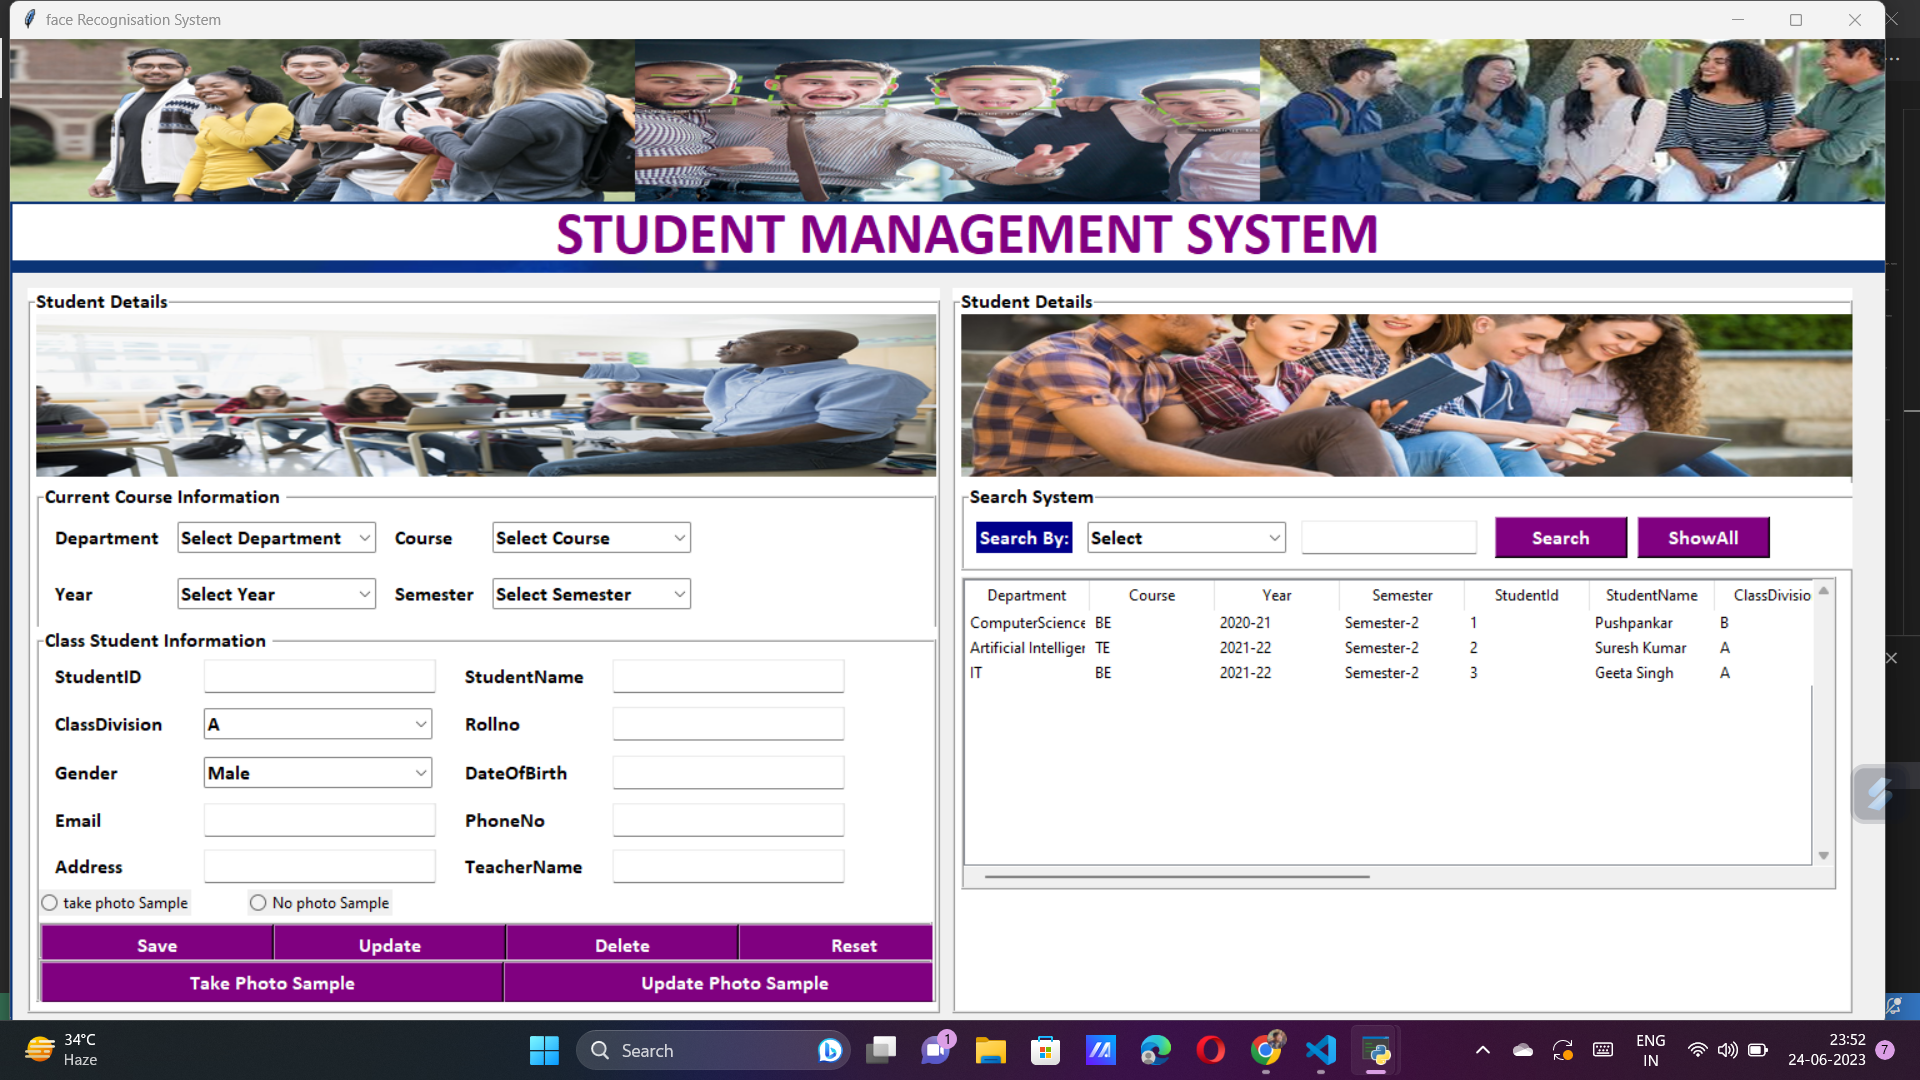 face Recognisation System
STUDENT MANAGEMENT SYSTEM
Student Details
Current Course Information
Department Select Department Course Select Course
Year Select Year Semester Select Semester
Class Student Information
StudentID StudentName
ClassDivision A Rollno
Gender Male DateOfBirth
Email PhoneNo
Address TeacherName
take photo Sample No photo Sample
Save Update Delete Reset
Take Photo Sample Update Photo Sample
Student Details
Search System
Search By: Select Search ShowAll
Department Course Year Semester StudentId StudentName ClassDivisio
ComputerScience BE 2020-21 Semester-2 1 Pushpankar B
Artificial Intelliger TE 2021-22 Semester-2 2 Suresh Kumar A
IT BE 2021-22 Semester-2 3 Geeta Singh A
34°C
Haze
Search
1
ENG
IN
23:52
24-06-2023
7